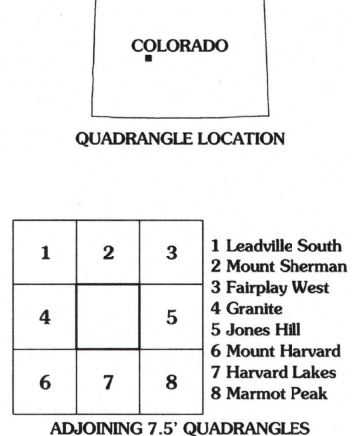 COLORADO
QUADRANGLE LOCATION
1 2 3
4 5
6 7 8
1 Leadville South
2 Mount Sherman
3 Fairplay West
4 Granite
5 Jones Hill
6 Mount Harvard
7 Harvard Lakes
8 Marmot Peak
ADJOINING 7.5' QUADRANGLES